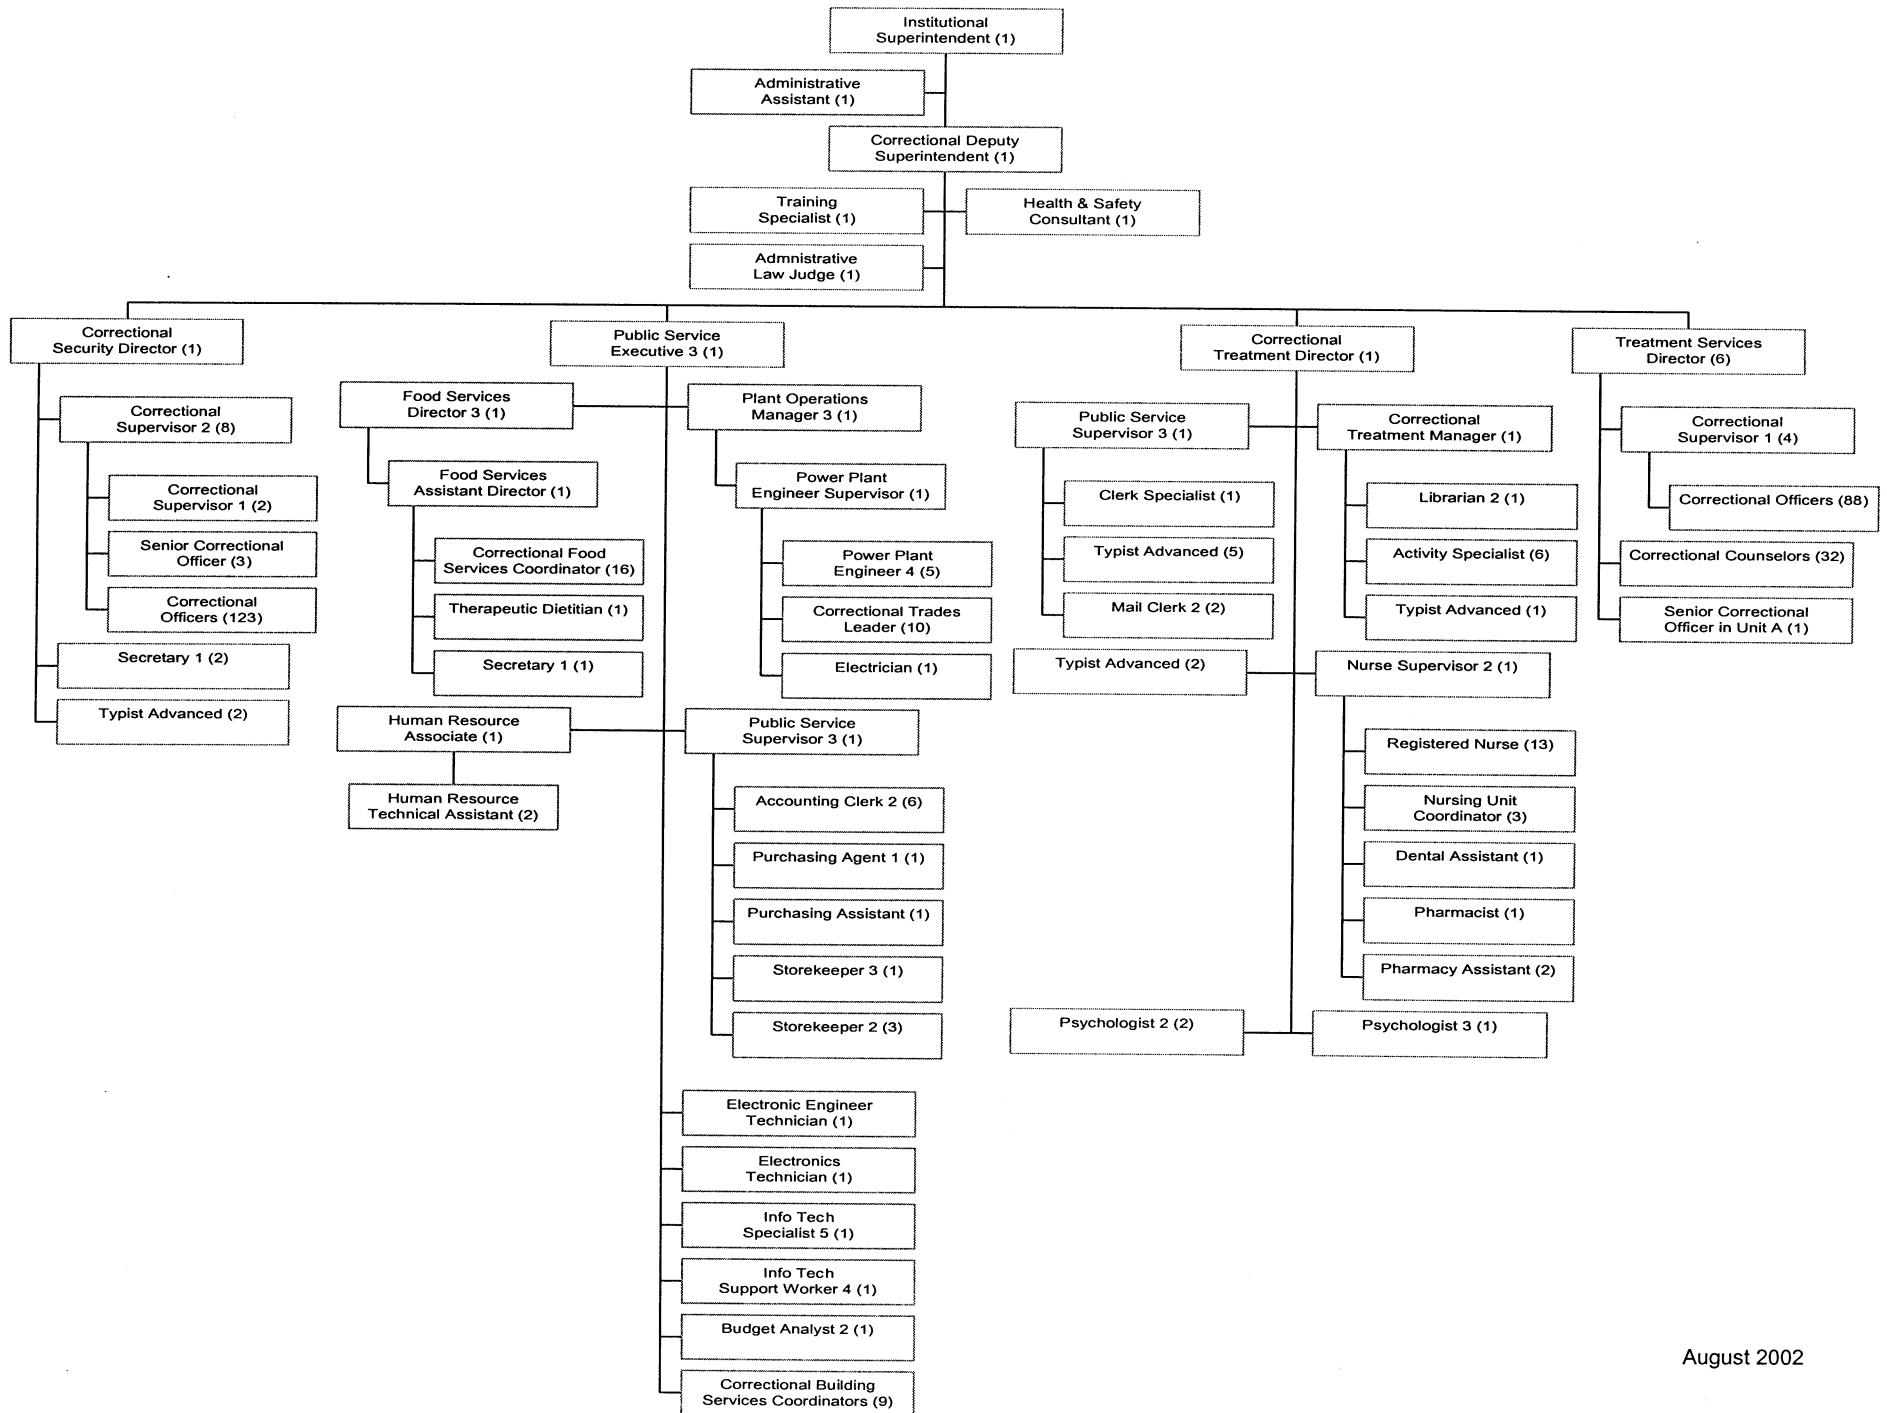 Institutional
Superintendent (1)
Administrative
Assistant (1)
Correctional Deputy
Superintendent (1)
Training
Specialist (1)
Health & Safety
Consultant (1)
Admnistrative
Law Judge (1)
Correctional
Security Director (1)
Public Service
Executive 3 (1)
Correctional
Treatment Director (1)
Treatment Services
Director (6)
Correctional
Supervisor 2 (8)
Correctional
Supervisor 1 (2)
Senior Correctional
Officer (3)
Correctional
Officers (123)
Secretary 1 (2)
Typist Advanced (2)
Food Services
Director 3 (1)
Food Services
Assistant Director (1)
Correctional Food
Services Coordinator (16)
Therapeutic Dietitian (1)
Secretary 1 (1)
Plant Operations
Manager 3 (1)
Power Plant
Engineer Supervisor (1)
Power Plant
Engineer 4 (5)
Correctional Trades
Leader (10)
Electrician (1)
Human Resource
Associate (1)
Human Resource
Technical Assistant (2)
Public Service
Supervisor 3 (1)
Accounting Clerk 2 (6)
Purchasing Agent 1 (1)
Purchasing Assistant (1)
Storekeeper 3 (1)
Storekeeper 2 (3)
Electronic Engineer
Technician (1)
Electronics
Technician (1)
Info Tech
Specialist 5 (1)
Info Tech
Support Worker 4 (1)
Budget Analyst 2 (1)
Correctional Building
Services Coordinators (9)
Public Service
Supervisor 3 (1)
Clerk Specialist (1)
Typist Advanced (5)
Mail Clerk 2 (2)
Correctional
Treatment Manager (1)
Librarian 2 (1)
Activity Specialist (6)
Typist Advanced (1)
Typist Advanced (2)
Nurse Supervisor 2 (1)
Registered Nurse (13)
Nursing Unit
Coordinator (3)
Dental Assistant (1)
Pharmacist (1)
Pharmacy Assistant (2)
Psychologist 2 (2)
Psychologist 3 (1)
Correctional
Supervisor 1 (4)
Correctional Officers (88)
Correctional Counselors (32)
Senior Correctional
Officer in Unit A (1)
August 2002